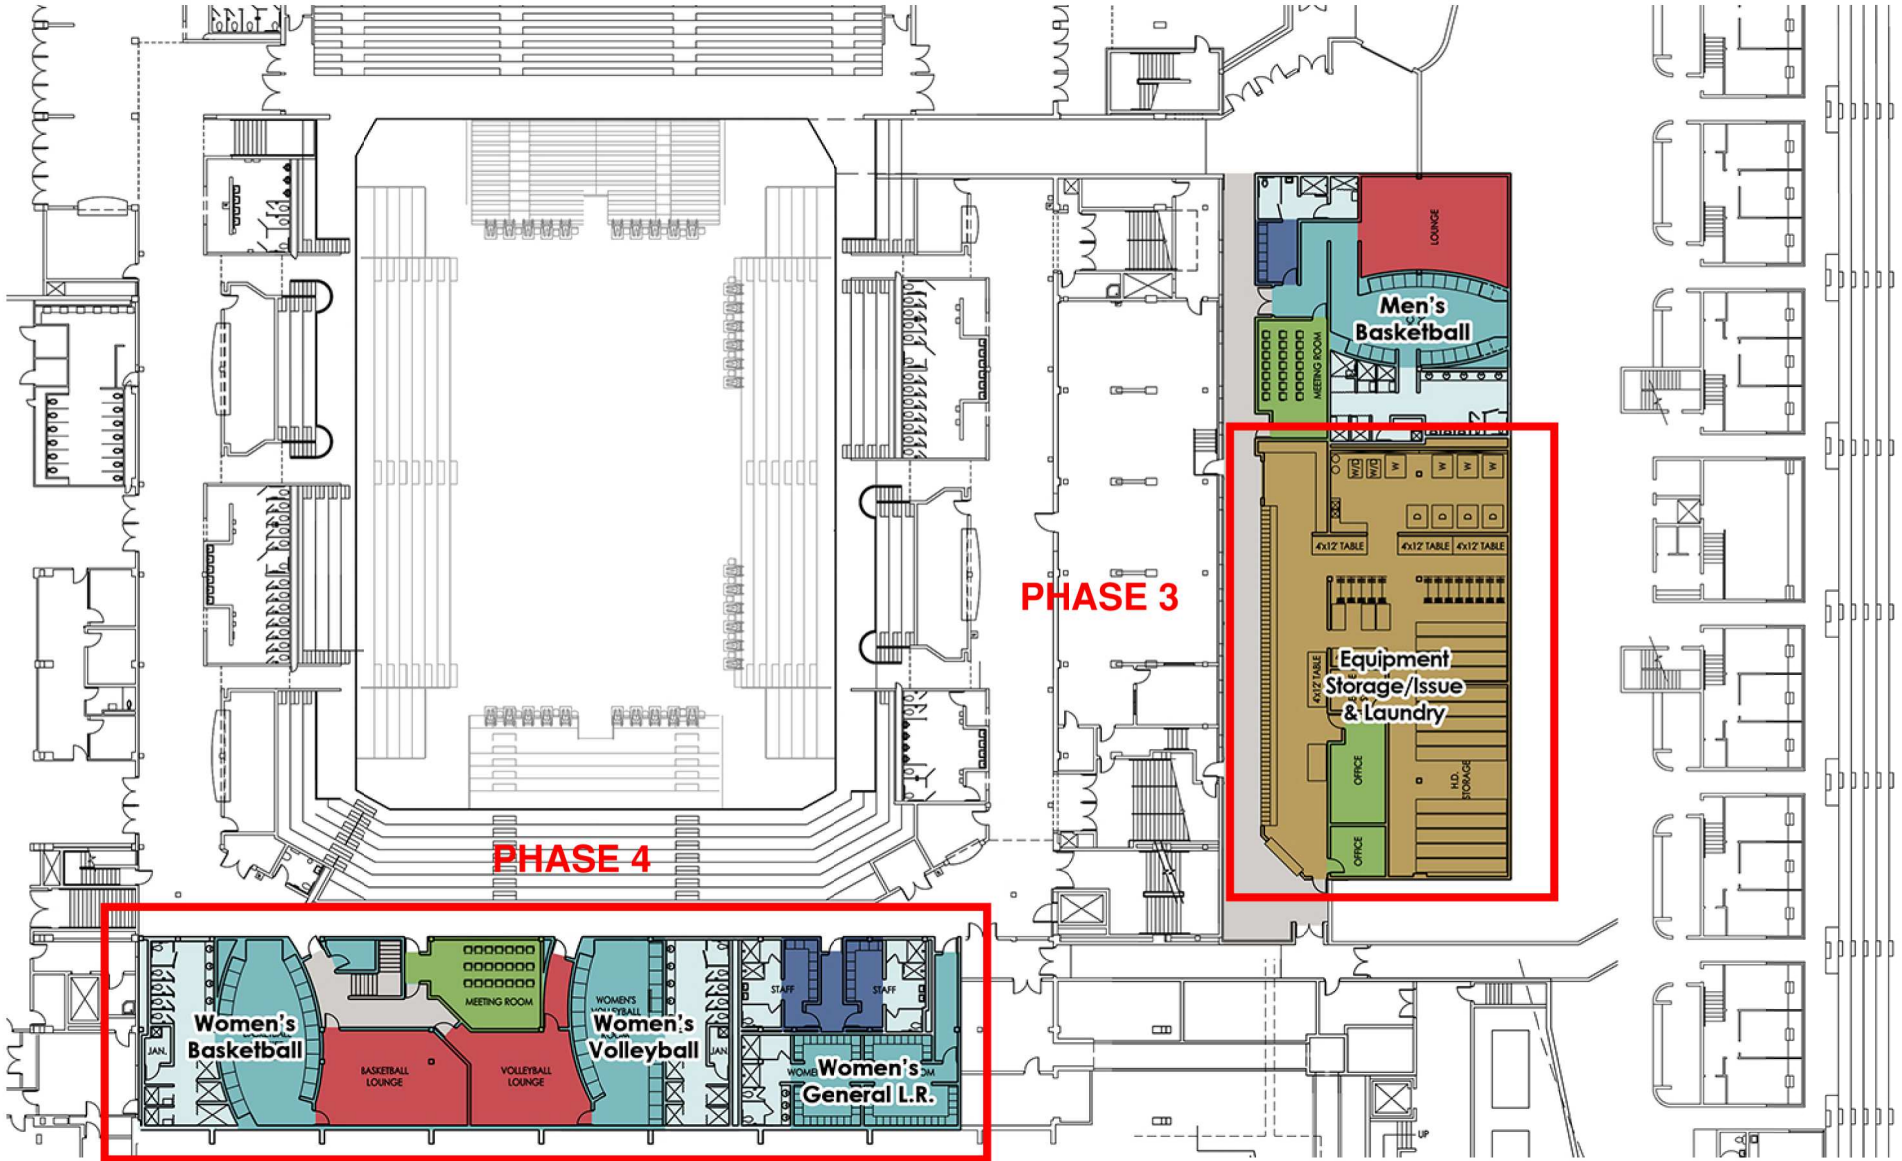 LOUNGE
Men's
Basketball
MEETING ROOM
W/D
W/D
W
W
W
W
D
D
D
D
4'x12' TABLE
4'x12' TABLE
4'x12' TABLE
PHASE 3
4'x12' TABLE
Equipment
Storage/Issue
& Laundry
OFFICE
H.D.
STORAGE
OFFICE
PHASE 4
MEETING ROOM
STAFF
STAFF
WOMEN'S
VOLLEYBALL
Women's
Basketball
Women's
Volleyball
JAN.
JAN.
BASKETBALL
LOUNGE
VOLLEYBALL
LOUNGE
Women's
General L.R.
UP